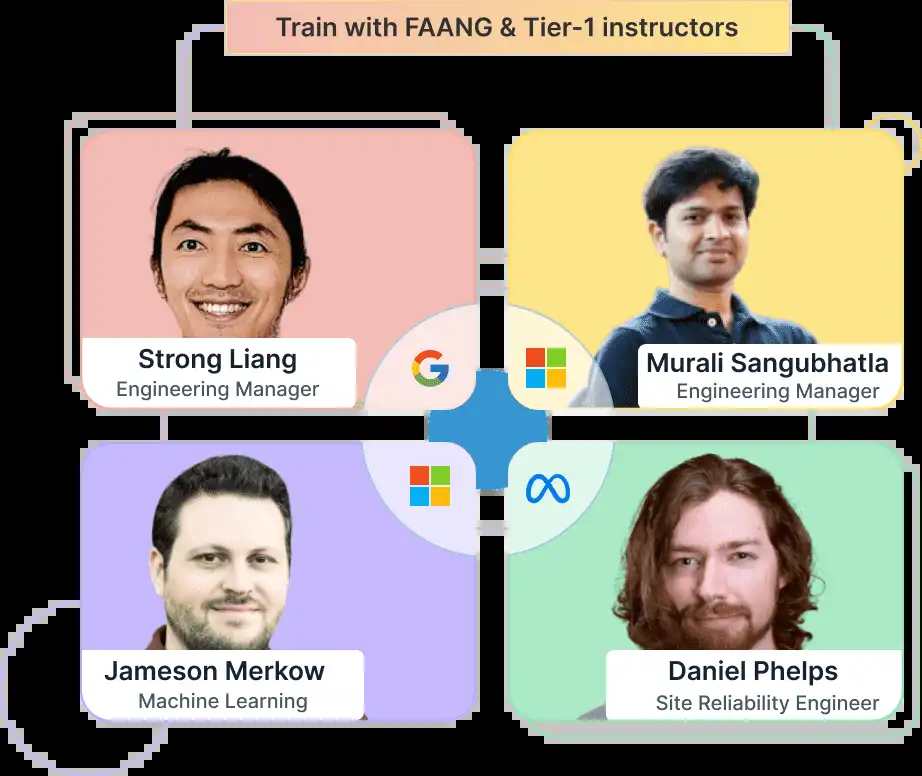 Train with FAANG & Tier-1 instructors
Strong Liang
Engineering Manager
Murali Sangubhatla
Engineering Manager
Jameson Merkow
Machine Learning
Daniel Phelps
Site Reliability Engineer